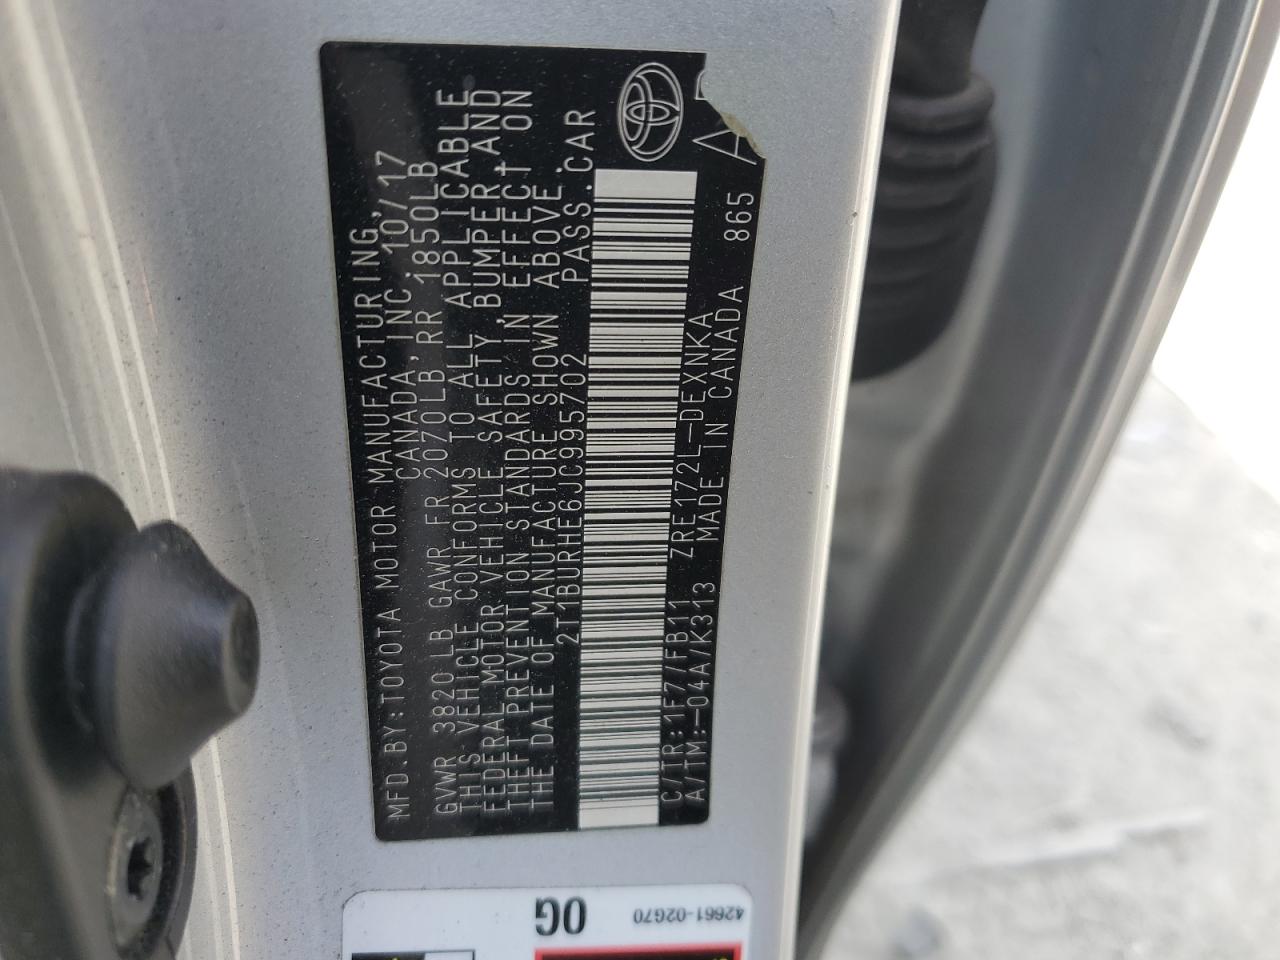 MFD.BY:TOYOTA MOTOR MANUFACTURING,
CANADA, INC. 10/17
GVWR 3820LB GAWR FR 2070LB, RR 1850LB
THIS VEHICLE CONFORMS TO ALL APPLICABLE
FEDERAL MOTOR VEHICLE SAFETY, BUMPER, AND
THEFT PREVENTION STANDARDS IN EFFECT ON
THE DATE OF MANUFACTURE SHOWN ABOVE.
2T1BURHE6JC995702 PASS.CAR
C/TR:1F7/FB11 ZRE172L-DEXNKA
A/TM:-04A/K313 MADE IN CANADA 865
0G
42661-02G70